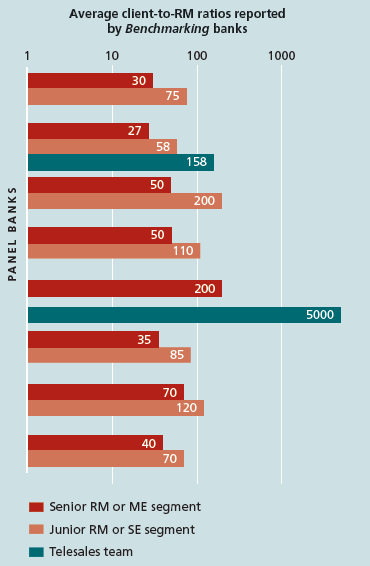 Average client-to-RM ratios reported
by Benchmarking banks
1 10 100 1000
PANEL BANKS
30
75
27
58
158
50
200
50
110
200
5000
35
85
70
120
40
70
Senior RM or ME segment
Junior RM or SE segment
Telesales team